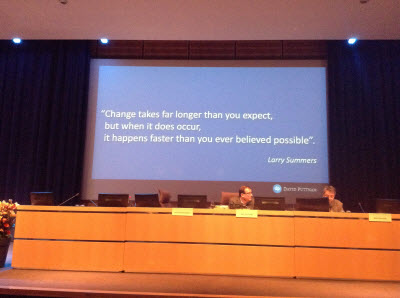 “Change takes far longer than you expect,
but when it does occur,
it happens faster than you ever believed possible”.
Larry Summers